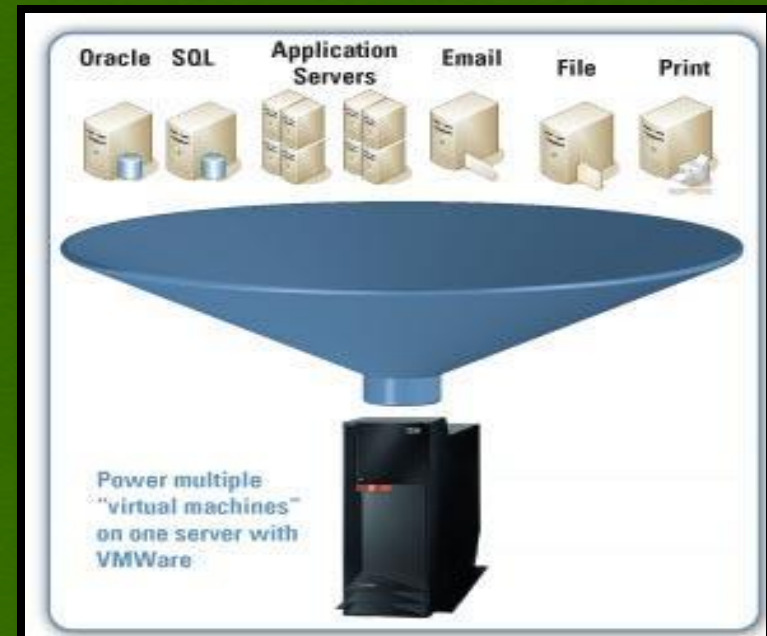 Oracle SQL Application Servers Email File Print
Power multiple
"virtual machines"
on one server with
VMWare